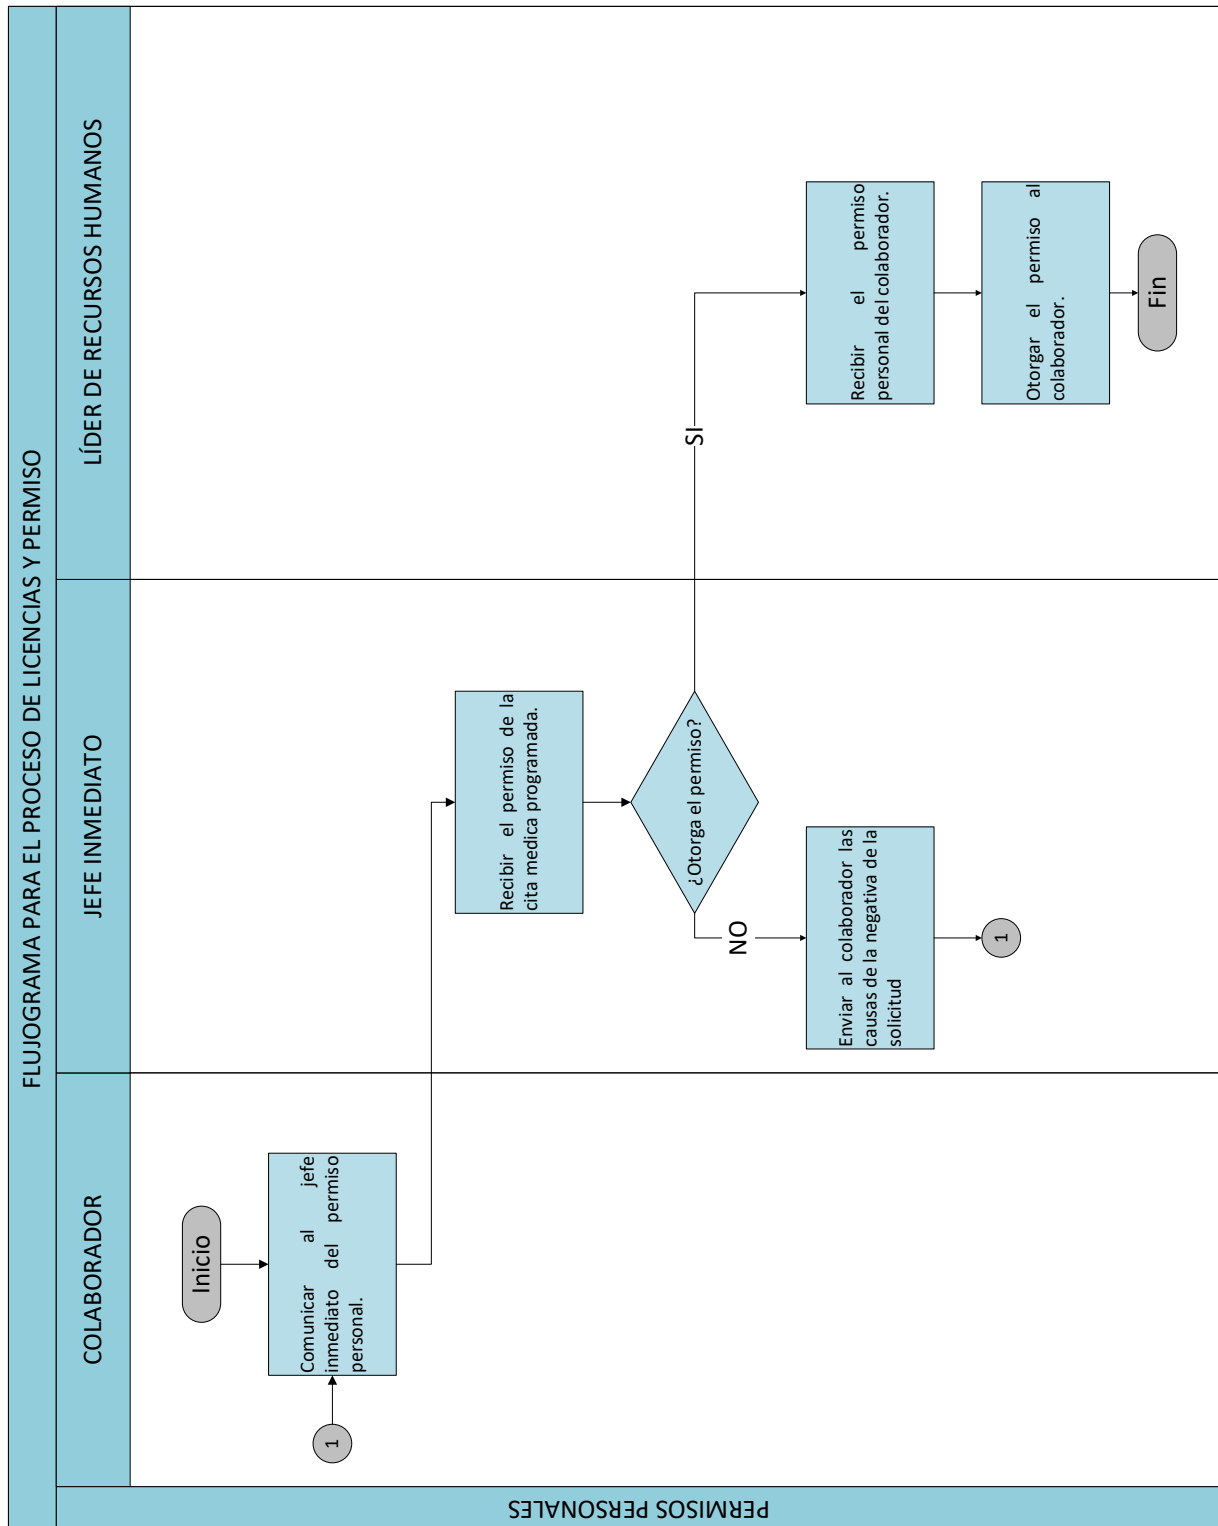 FLUJOGRAMA PARA EL PROCESO DE LICENCIAS Y PERMISO
COLABORADOR
JEFE INMEDIATO
LÍDER DE RECURSOS HUMANOS
PERMISOS PERSONALES
Inicio
1
Comunicar al jefe
inmediato del permiso
personal.
Recibir el permiso de la
cita medica programada.
¿Otorga el permiso?
NO
SI
Enviar al colaborador las
causas de la negativa de la
solicitud
1
Recibir el permiso
personal del colaborador.
Otorgar el permiso al
colaborador.
Fin